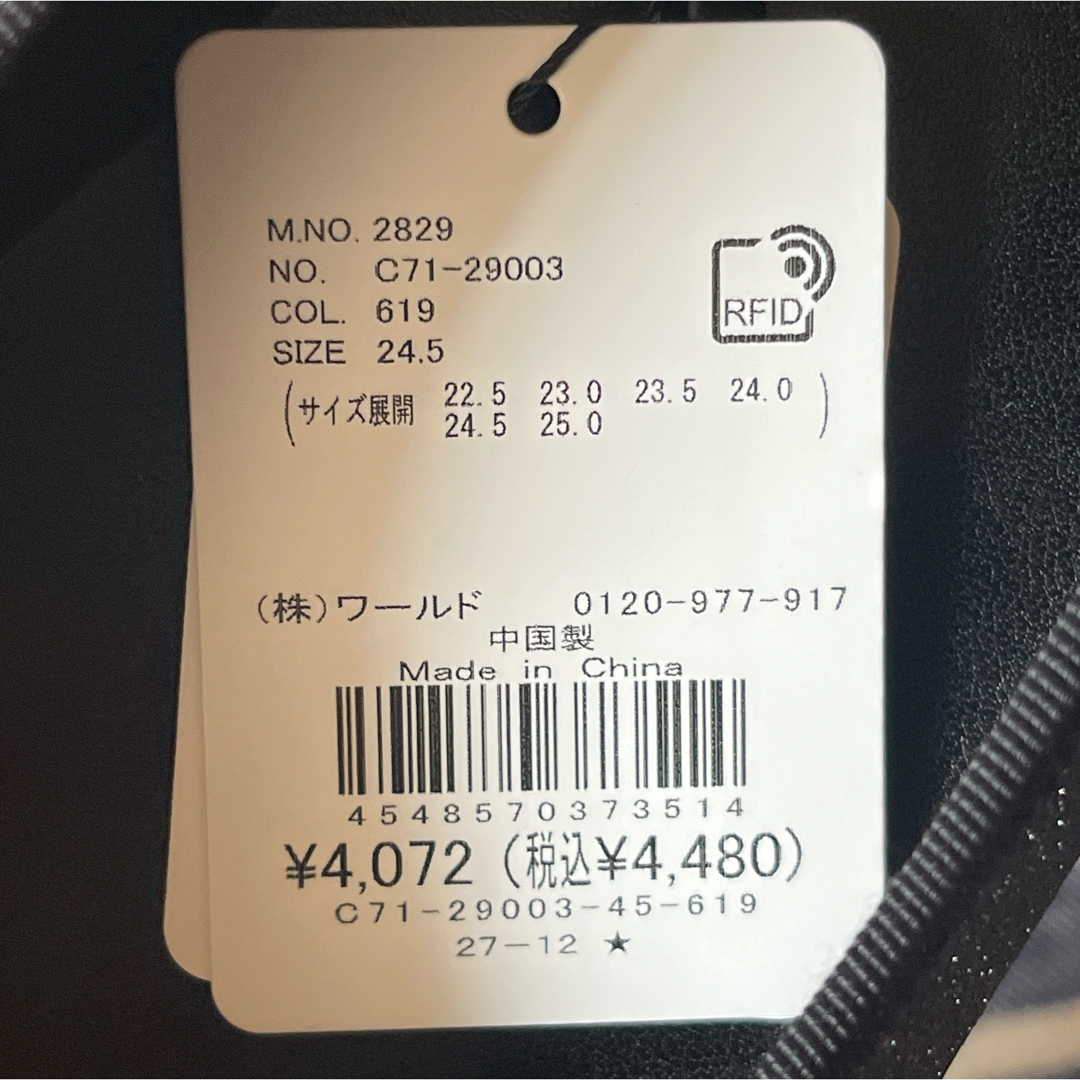 M.NO. 2829
NO. C71-29003
COL. 619
SIZE 24.5
RFID
(サイズ展開 22.5 23.0 23.5 24.0
24.5 25.0)
(株)ワールド 0120-977-917
中国製
Made in China
4548570373514
¥4,072 (税込¥4,480)
C71-29003-45-619
27-12 ★